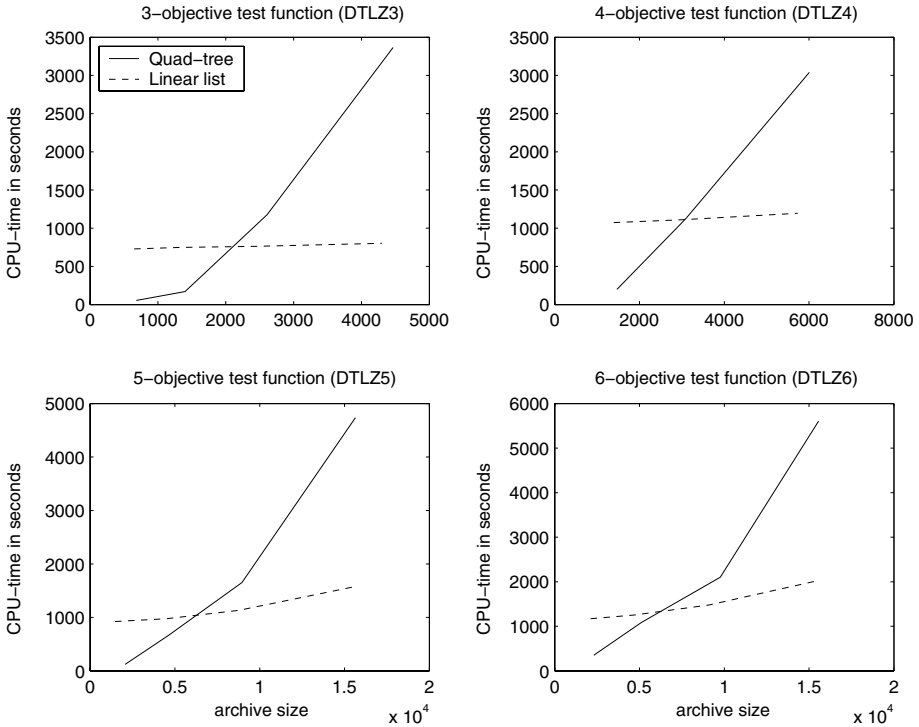 3−objective test function (DTLZ3)
3500
3000
2500
2000
1500
1000
500
0
CPU−time in seconds
Quad−tree
Linear list
0 1000 2000 3000 4000 5000
4−objective test function (DTLZ4)
3500
3000
2500
2000
1500
1000
500
0
CPU−time in seconds
0 2000 4000 6000 8000
5−objective test function (DTLZ5)
5000
4000
3000
2000
1000
0
CPU−time in seconds
0 0.5 1 1.5 2
archive size
x 10^4
6−objective test function (DTLZ6)
6000
5000
4000
3000
2000
1000
0
CPU−time in seconds
0 0.5 1 1.5 2
archive size
x 10^4